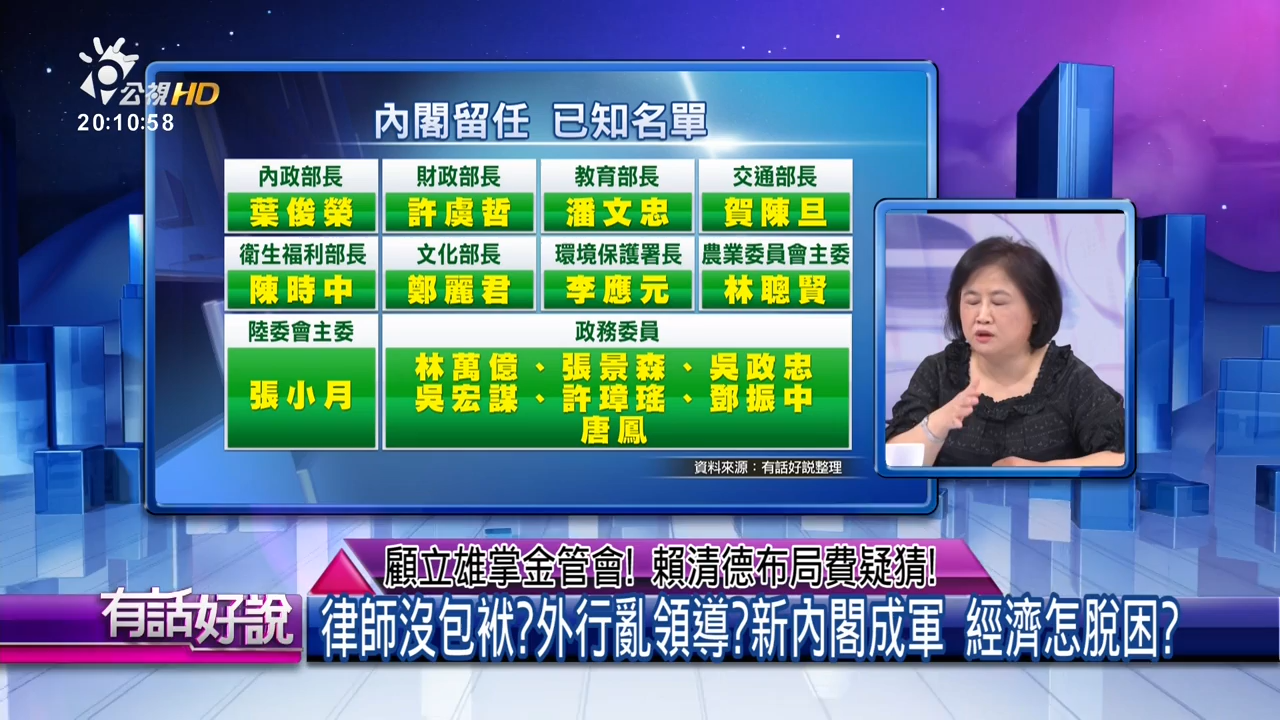 公視HD
20:10:58
內閣留任 已知名單
內政部長 財政部長 教育部長 交通部長
葉俊榮 許虞哲 潘文忠 賀陳旦
衛生福利部長 文化部長 環境保護署長 農業委員會主委
陳時中 鄭麗君 李應元 林聰賢
陸委會主委 政務委員
張小月
林萬億、張景森、吳政忠
吳宏謀、許璋瑤、鄧振中
唐鳳
資料來源：有話好說整理
顧立雄掌金管會! 賴清德布局費疑猜!
有話好說
律師沒包袱?外行亂領導?新內閣成軍 經濟怎脫困?